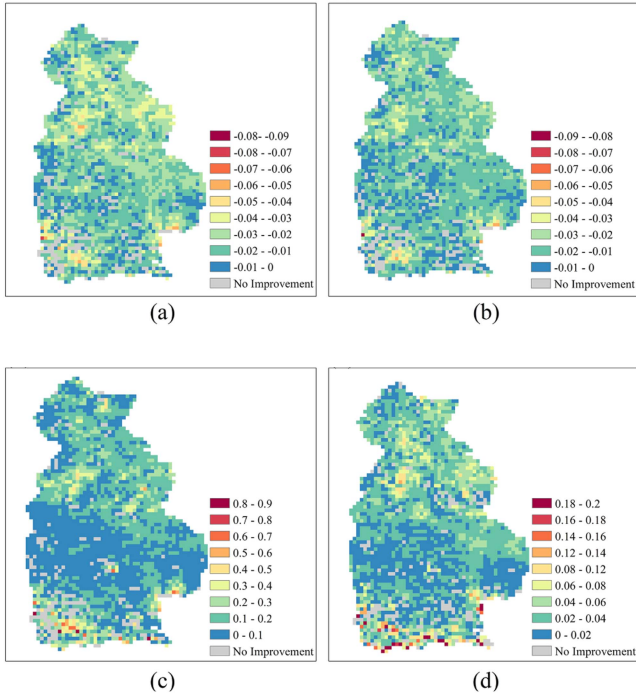 -0.08- -0.09
-0.08 - -0.07
-0.07 - -0.06
-0.06 - -0.05
-0.05 - -0.04
-0.04 - -0.03
-0.03 - -0.02
-0.02 - -0.01
-0.01 - 0
No Improvement
(a)
-0.09 - -0.08
-0.08 - -0.07
-0.07 - -0.06
-0.06 - -0.05
-0.05 - -0.04
-0.04 - -0.03
-0.03 - -0.02
-0.02 - -0.01
-0.01 - 0
No Improvement
(b)
0.8 - 0.9
0.7 - 0.8
0.6 - 0.7
0.5 - 0.6
0.4 - 0.5
0.3 - 0.4
0.2 - 0.3
0.1 - 0.2
0 - 0.1
No Improvement
(c)
0.18 - 0.2
0.16 - 0.18
0.14 - 0.16
0.12 - 0.14
0.08 - 0.12
0.06 - 0.08
0.04 - 0.06
0.02 - 0.04
0 - 0.02
No Improvement
(d)